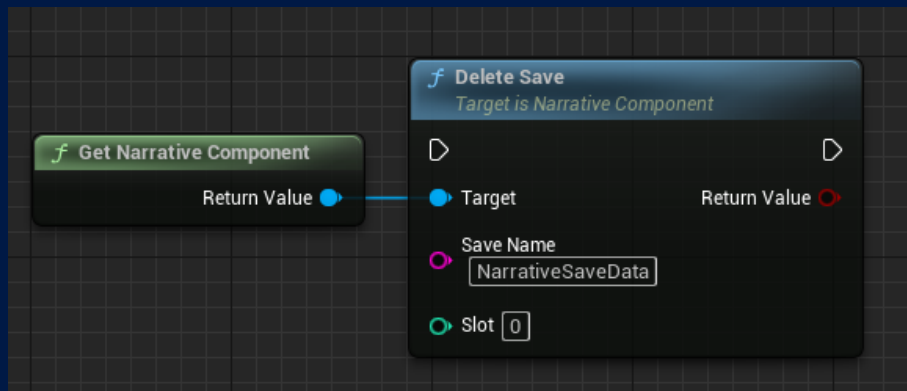 Delete Save
Target is Narrative Component
Get Narrative Component
Return Value
Target
Return Value
Save Name
NarrativeSaveData
Slot 0